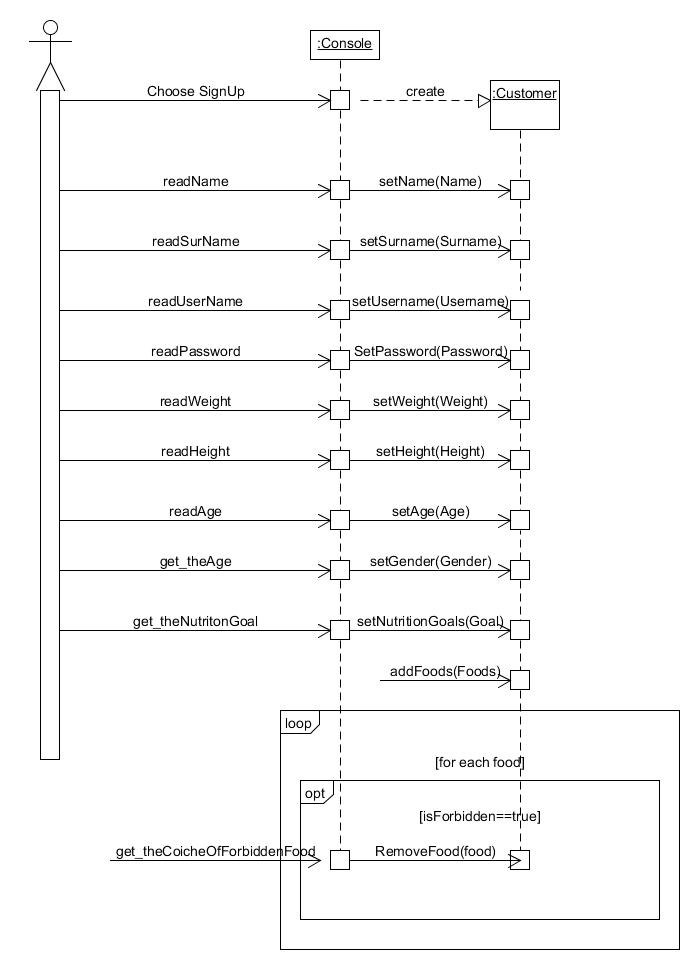 :Console
Choose SignUp
create
:Customer
readName
setName(Name)
readSurName
setSurname(Surname)
readUserName
setUsername(Username)
readPassword
SetPassword(Password)
readWeight
setWeight(Weight)
readHeight
setHeight(Height)
readAge
setAge(Age)
get_theAge
setGender(Gender)
get_theNutritonGoal
setNutritionGoals(Goal)
addFoods(Foods)
loop
[for each food]
opt
[isForbidden==true]
get_theCoicheOfForbiddenFood
RemoveFood(food)